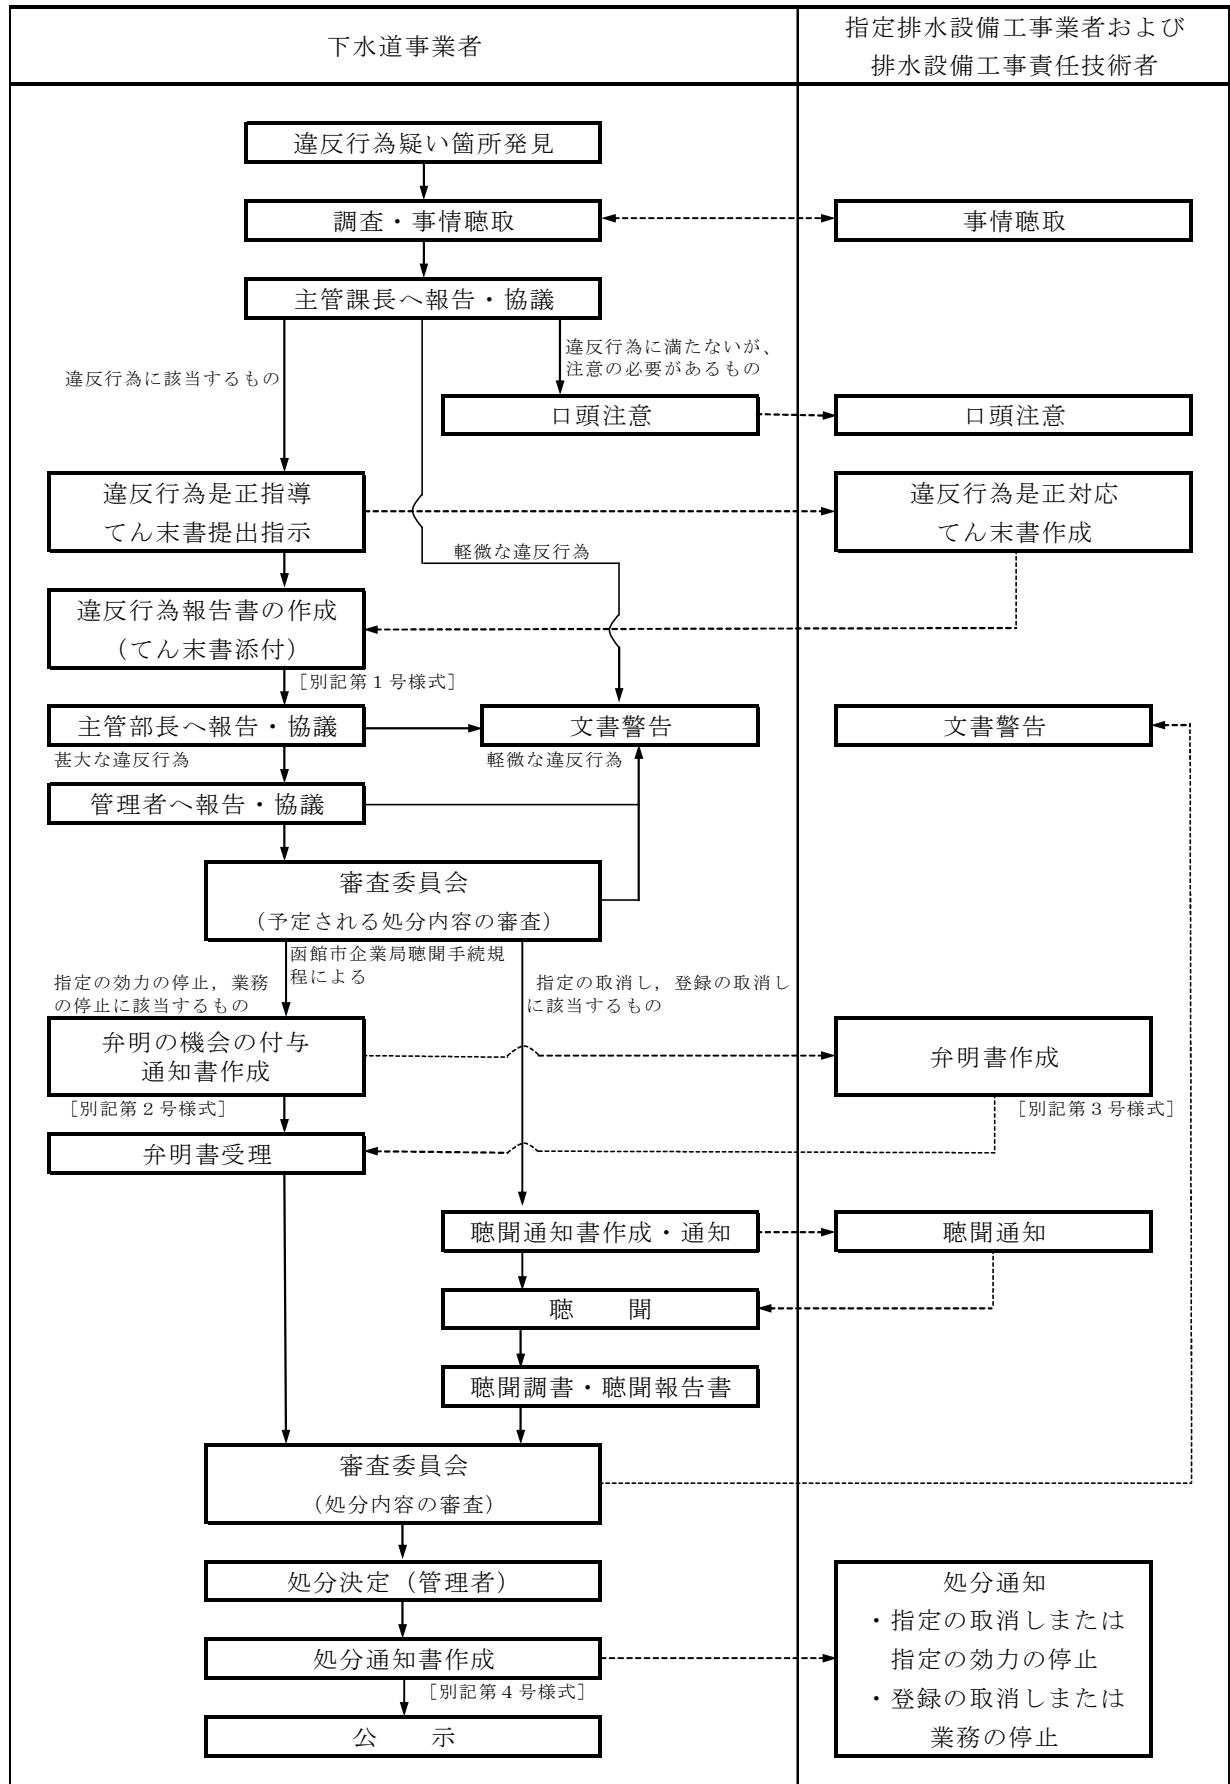 下水道事業者
指定排水設備工事業者および
排水設備工事責任技術者
違反行為疑い箇所発見
調査・事情聴取
事情聴取
主管課長へ報告・協議
違反行為に満たないが、
注意の必要があるもの
違反行為に該当するもの
口頭注意
口頭注意
違反行為是正指導
てん末書提出指示
違反行為是正対応
てん末書作成
軽微な違反行為
違反行為報告書の作成
（てん末書添付）
［別記第１号様式］
主管部長へ報告・協議
文書警告
文書警告
甚大な違反行為
軽微な違反行為
管理者へ報告・協議
審査委員会
（予定される処分内容の審査）
函館市企業局聴聞手続規
程による
指定の効力の停止，業務
の停止に該当するもの
指定の取消し，登録の取消し
に該当するもの
弁明の機会の付与
通知書作成
弁明書作成
［別記第２号様式］
［別記第３号様式］
弁明書受理
聴聞通知書作成・通知
聴聞通知
聴　　聞
聴聞調書・聴聞報告書
審査委員会
（処分内容の審査）
処分決定（管理者）
処分通知書作成
［別記第４号様式］
公　　示
処分通知
・指定の取消しまたは
指定の効力の停止
・登録の取消しまたは
業務の停止